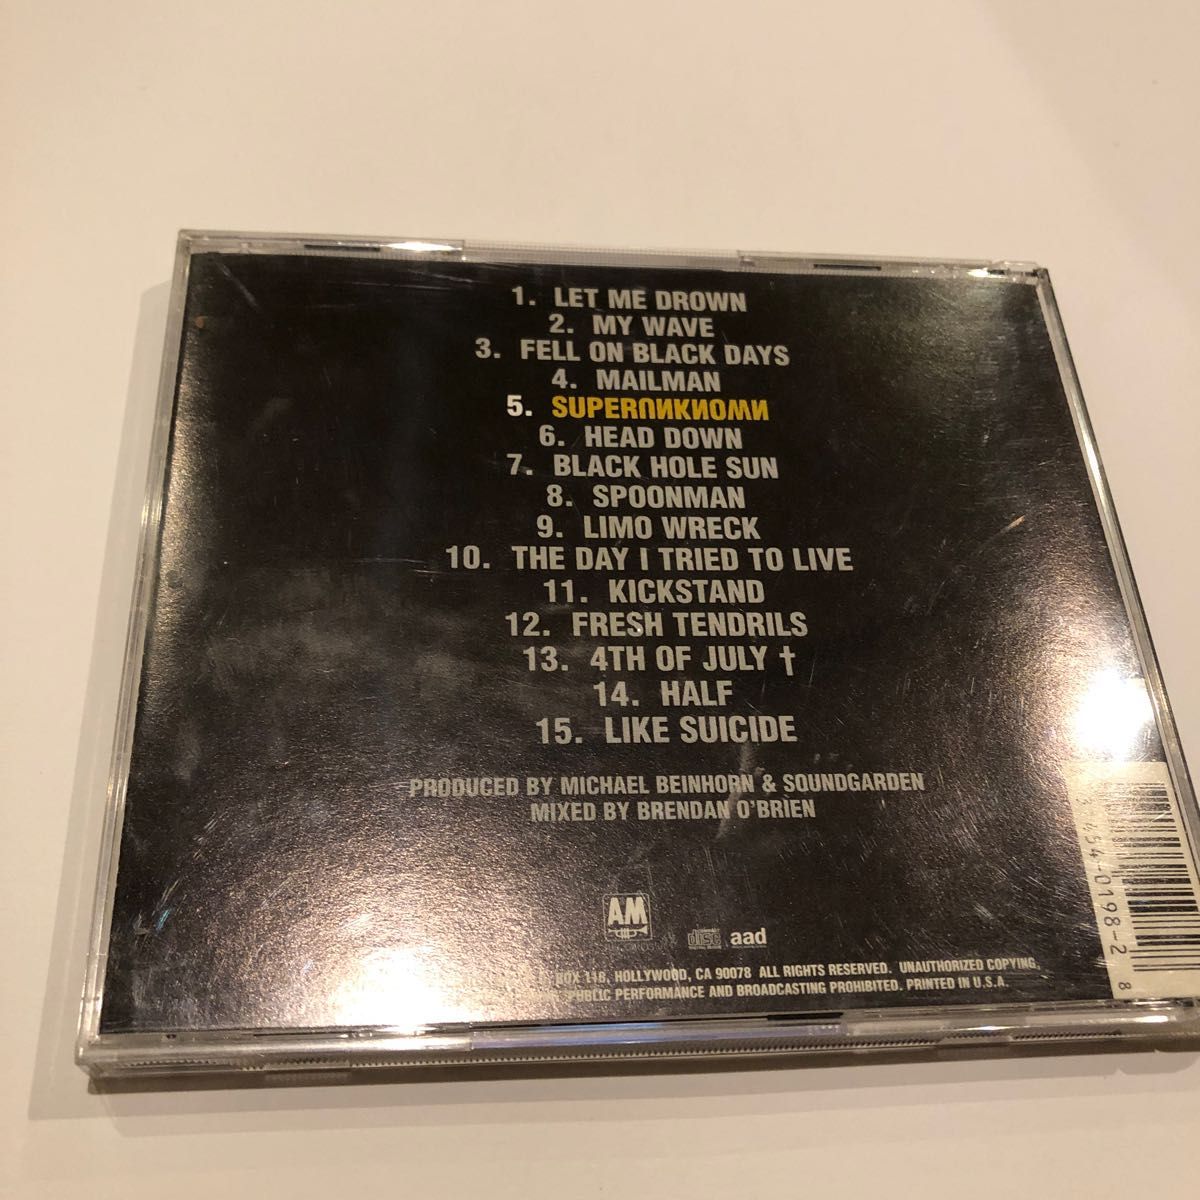 1. LET ME DROWN
2. MY WAVE
3. FELL ON BLACK DAYS
4. MAILMAN
5. SUPERUNKNOWN
6. HEAD DOWN
7. BLACK HOLE SUN
8. SPOONMAN
9. LIMO WRECK
10. THE DAY I TRIED TO LIVE
11. KICKSTAND
12. FRESH TENDRILS
13. 4TH OF JULY †
14. HALF
15. LIKE SUICIDE
PRODUCED BY MICHAEL BEINHORN & SOUNDGARDEN
MIXED BY BRENDAN O'BRIEN
A&M
disc aad
BOX 118, HOLLYWOOD, CA 90078 ALL RIGHTS RESERVED. UNAUTHORIZED COPYING,
PUBLIC PERFORMANCE AND BROADCASTING PROHIBITED. PRINTED IN U.S.A.
54-0198-2
8